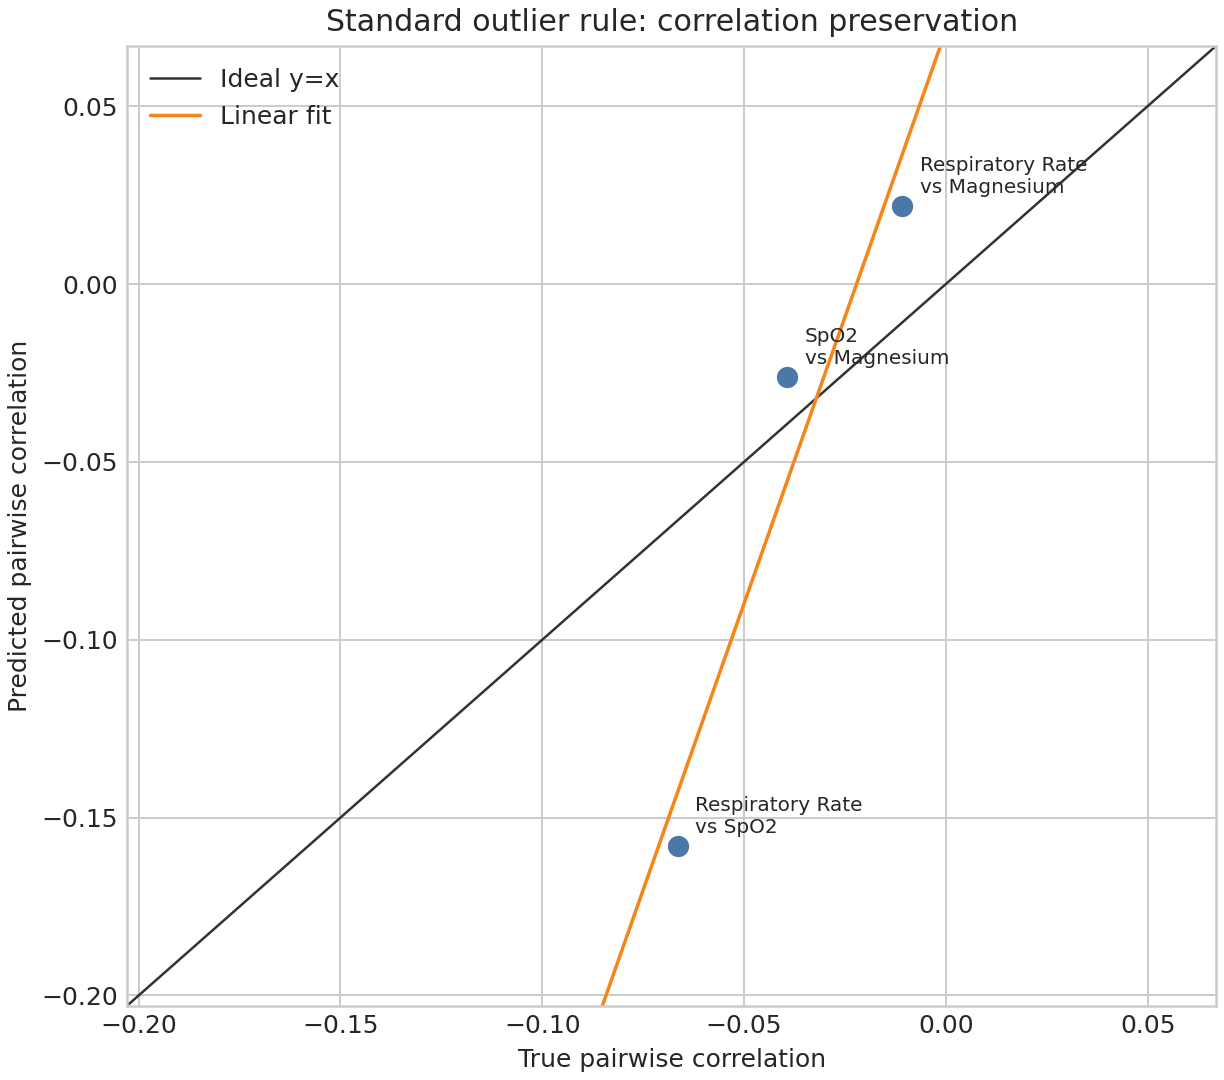 Standard outlier rule: correlation preservation
Ideal y=x
Linear fit
0.05
0.00
−0.05
−0.10
−0.15
−0.20
Predicted pairwise correlation
Respiratory Rate
vs Magnesium
SpO2
vs Magnesium
Respiratory Rate
vs SpO2
−0.20
−0.15
−0.10
−0.05
0.00
0.05
True pairwise correlation